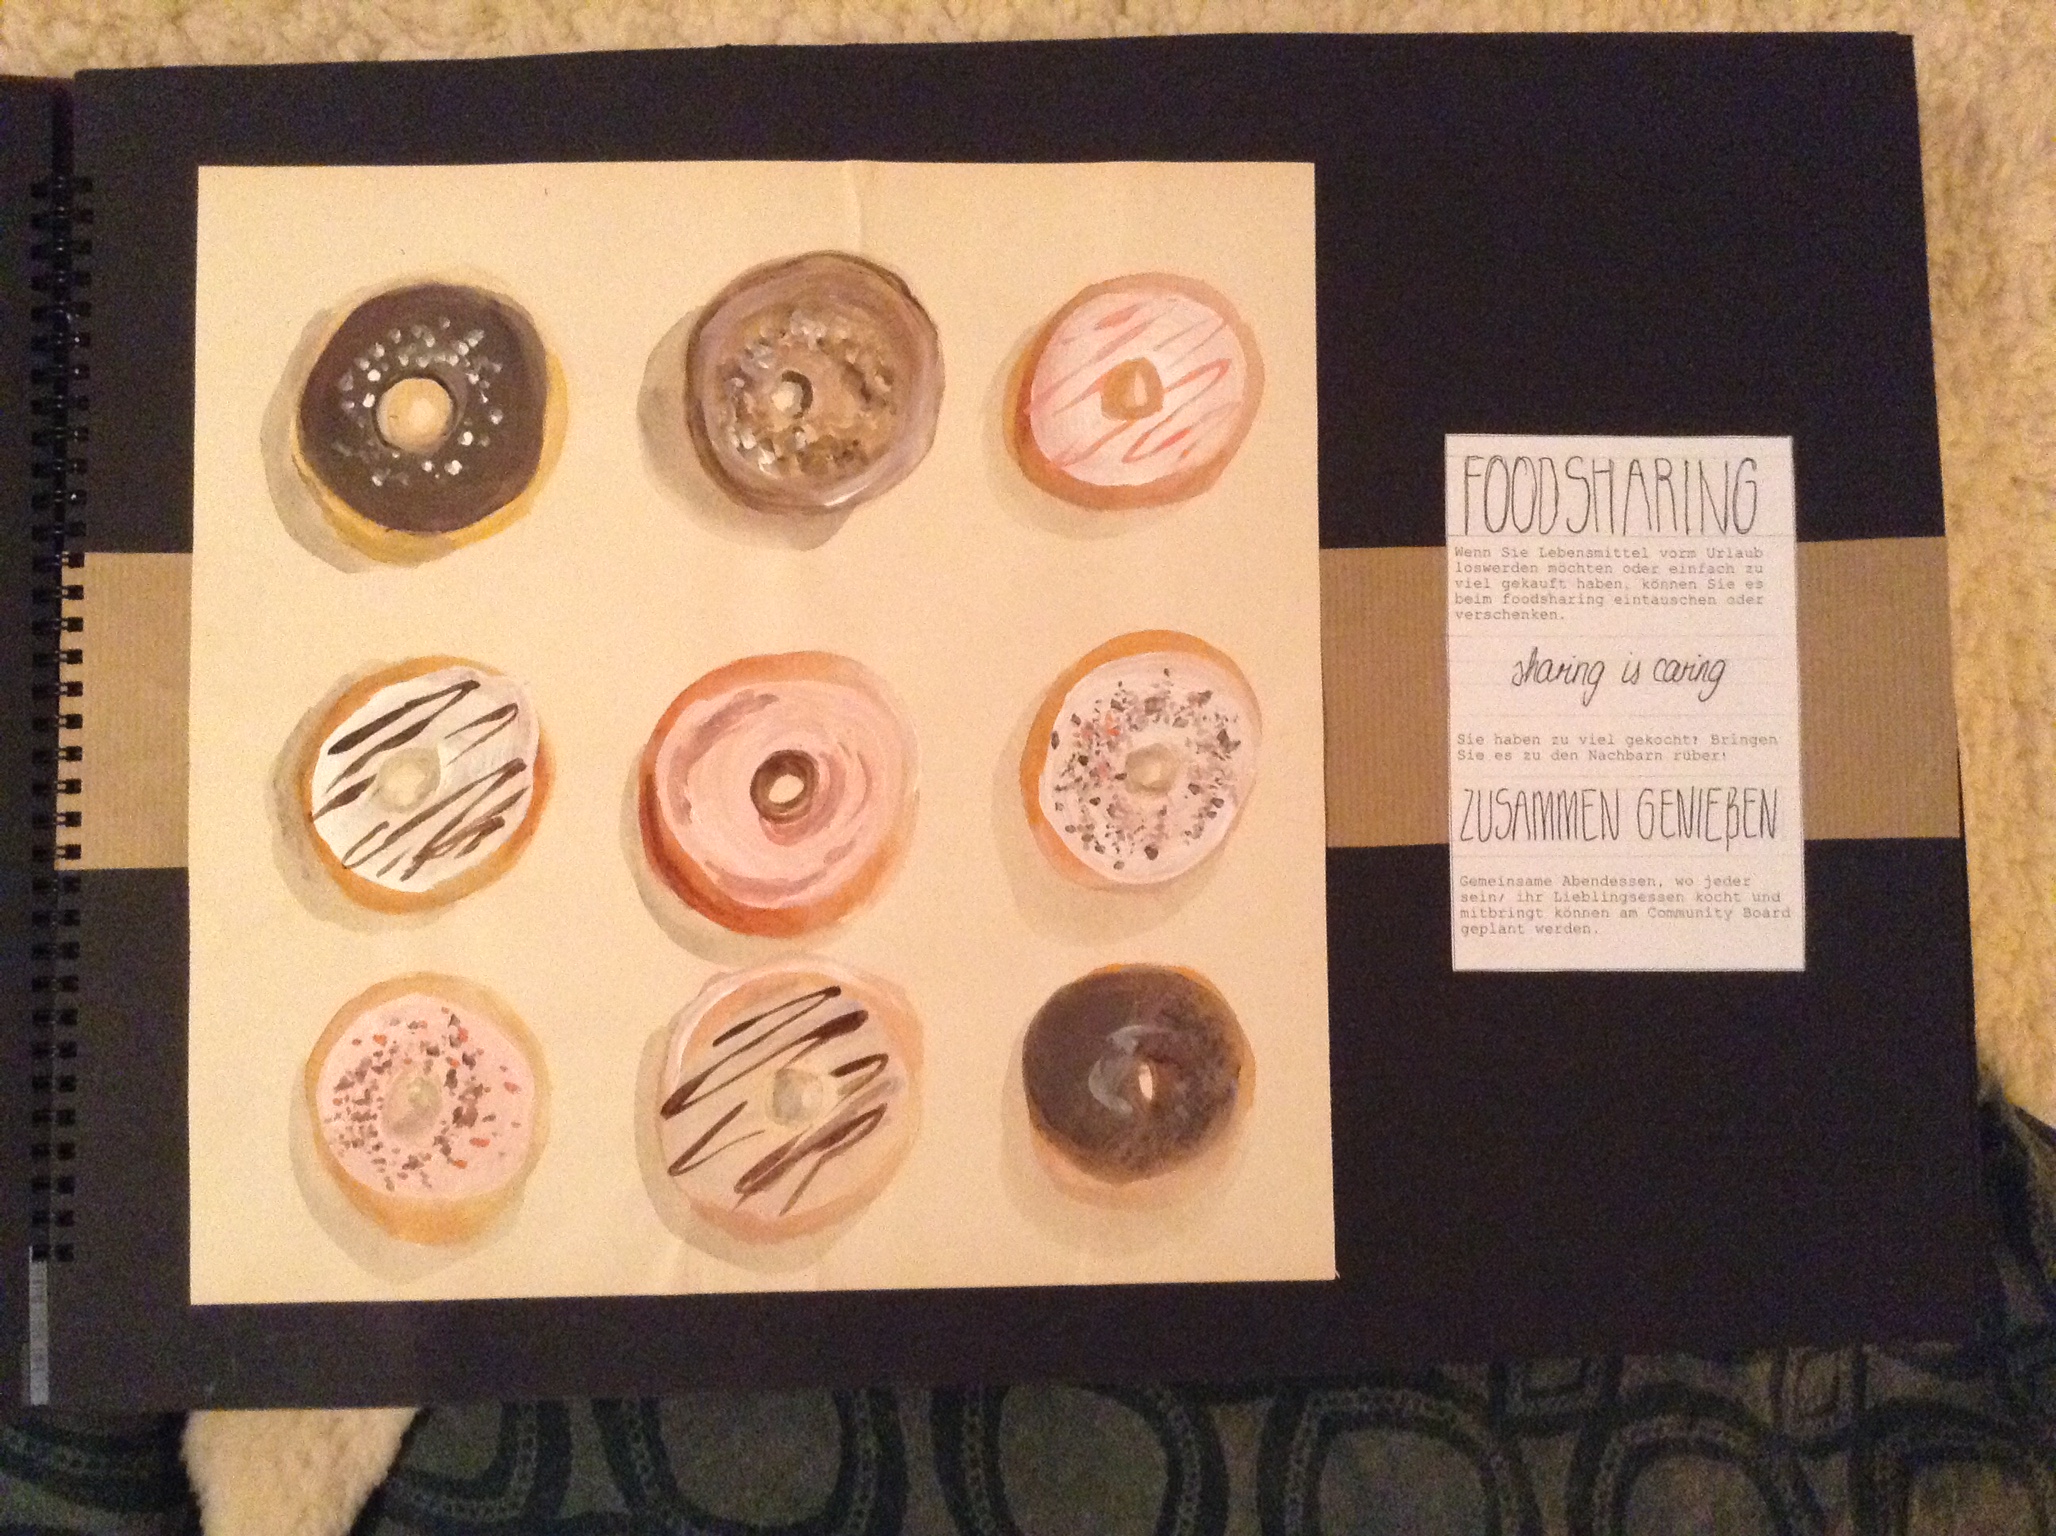 FOODSHARING
Wenn Sie Lebensmittel vorm Urlaub
loswerden möchten oder einfach zu
viel gekauft haben, können Sie es
beim foodsharing eintauschen oder
verschenken.
sharing is caring
Sie haben zu viel gekocht? Bringen
Sie es zu den Nachbarn rüber!
ZUSAMMEN GENIEßEN
Gemeinsame Abendessen, wo jeder
sein/ ihr Lieblingsessen kocht und
mitbringt können am Community Board
geplant werden.